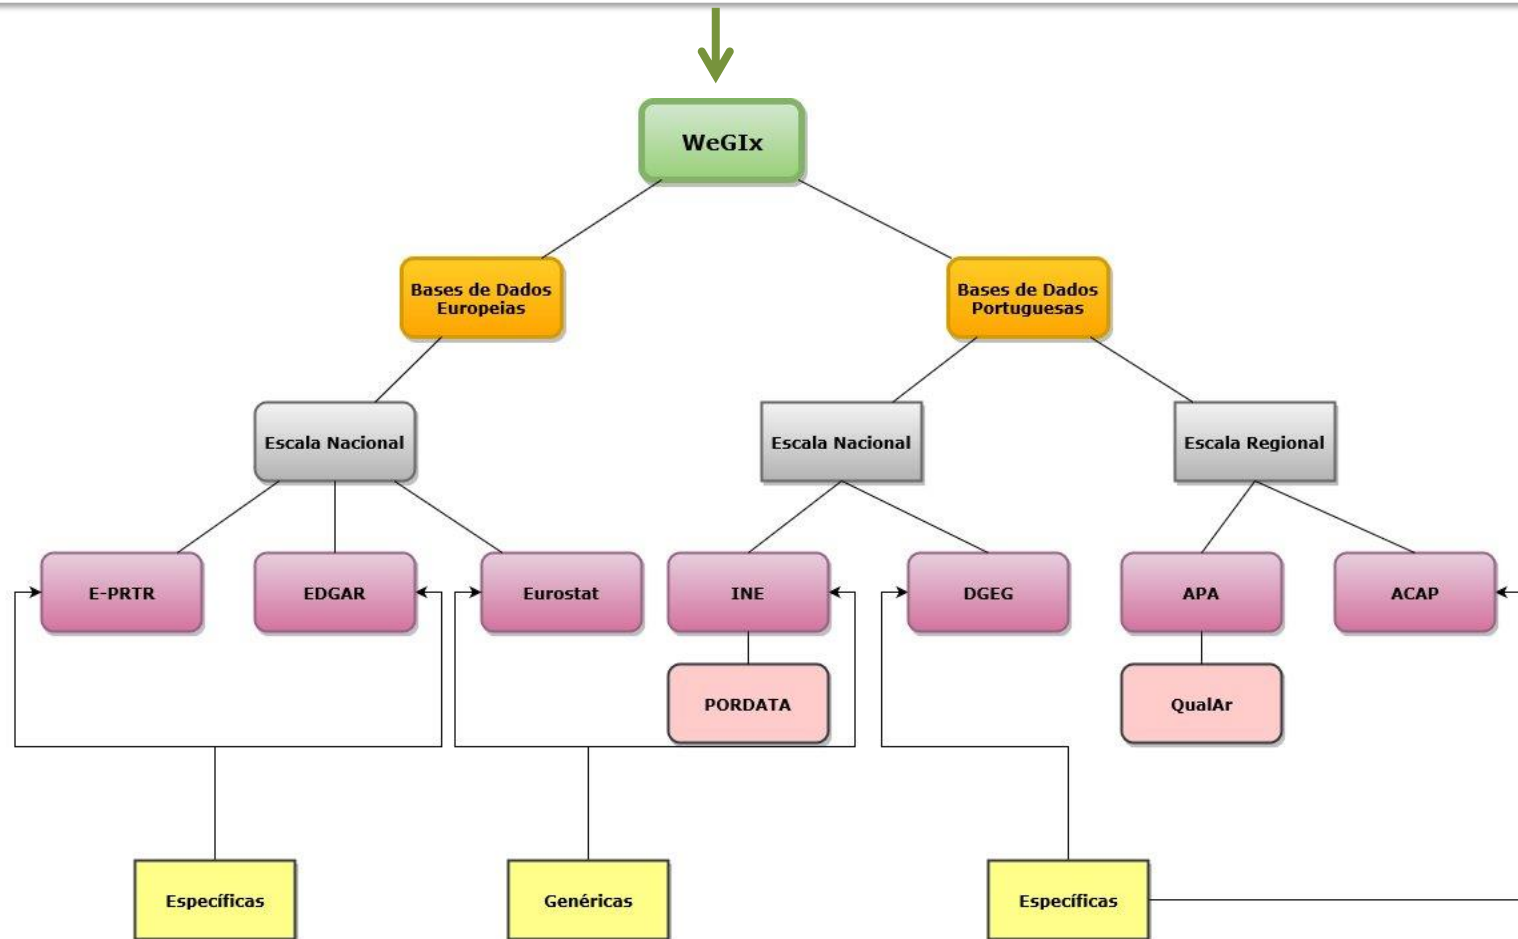 WeGIx
Bases de Dados
Europeias
Bases de Dados
Portuguesas
Escala Nacional
Escala Nacional
Escala Regional
E-PRTR
EDGAR
Eurostat
INE
DGEG
APA
ACAP
PORDATA
QualAr
Específicas
Genéricas
Específicas